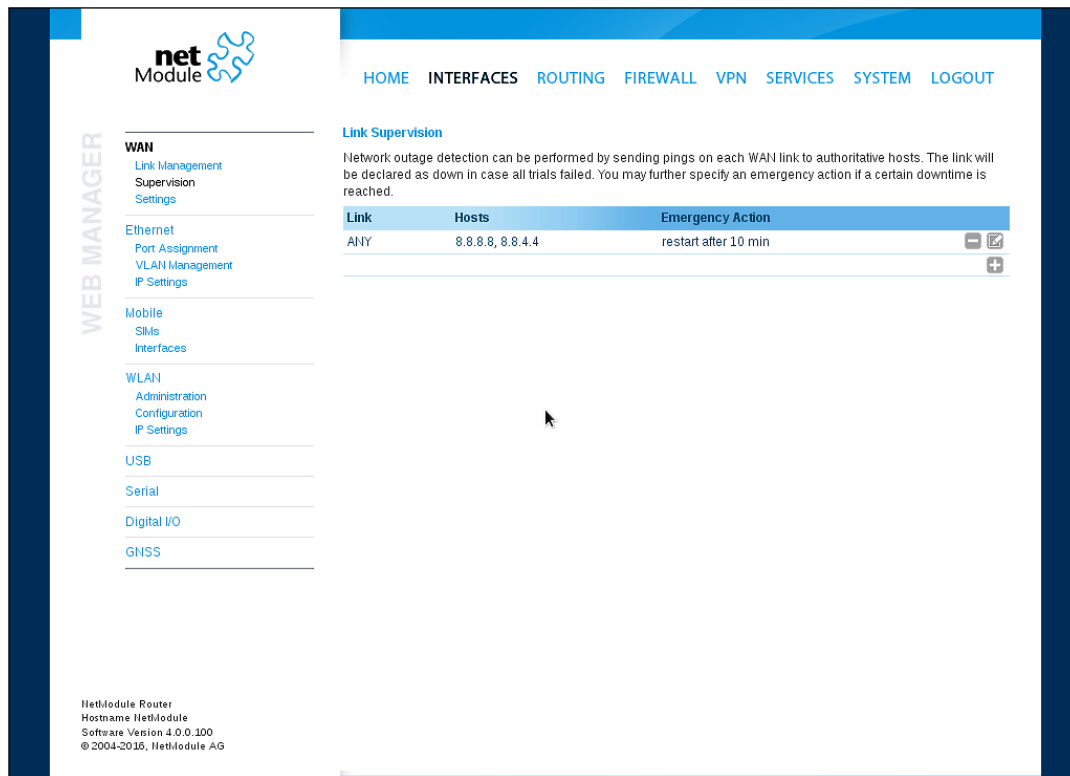 net
Module
HOME INTERFACES ROUTING FIREWALL VPN SERVICES SYSTEM LOGOUT
WEB MANAGER
WAN
Link Management
Supervision
Settings
Ethernet
Port Assignment
VLAN Management
IP Settings
Mobile
SIMs
Interfaces
WLAN
Administration
Configuration
IP Settings
USB
Serial
Digital I/O
GNSS
Link Supervision
Network outage detection can be performed by sending pings on each WAN link to authoritative hosts. The link will
be declared as down in case all trials failed. You may further specify an emergency action if a certain downtime is
reached.
Link Hosts Emergency Action
ANY 8.8.8.8, 8.8.4.4 restart after 10 min
NetModule Router
Hostname NetModule
Software Version 4.0.0.100
© 2004-2016, NetModule AG